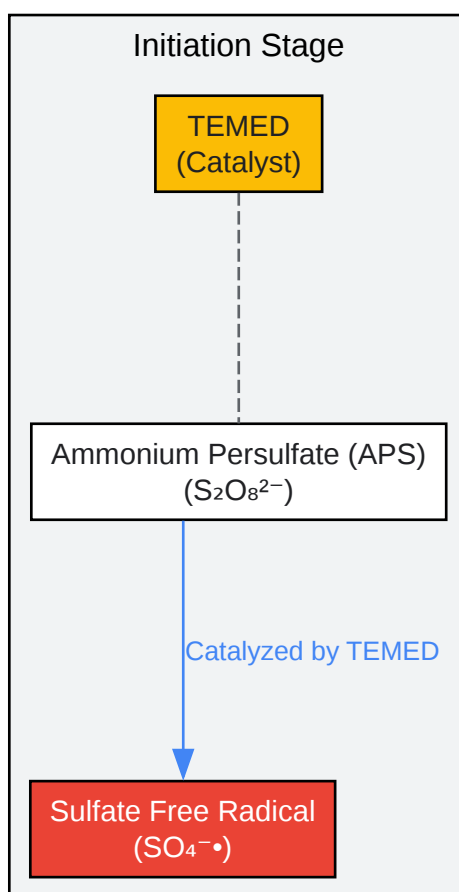 Initiation Stage
TEMED
(Catalyst)
Ammonium Persulfate (APS)
(S₂O₈²⁻)
Catalyzed by TEMED
Sulfate Free Radical
(SO₄⁻•)